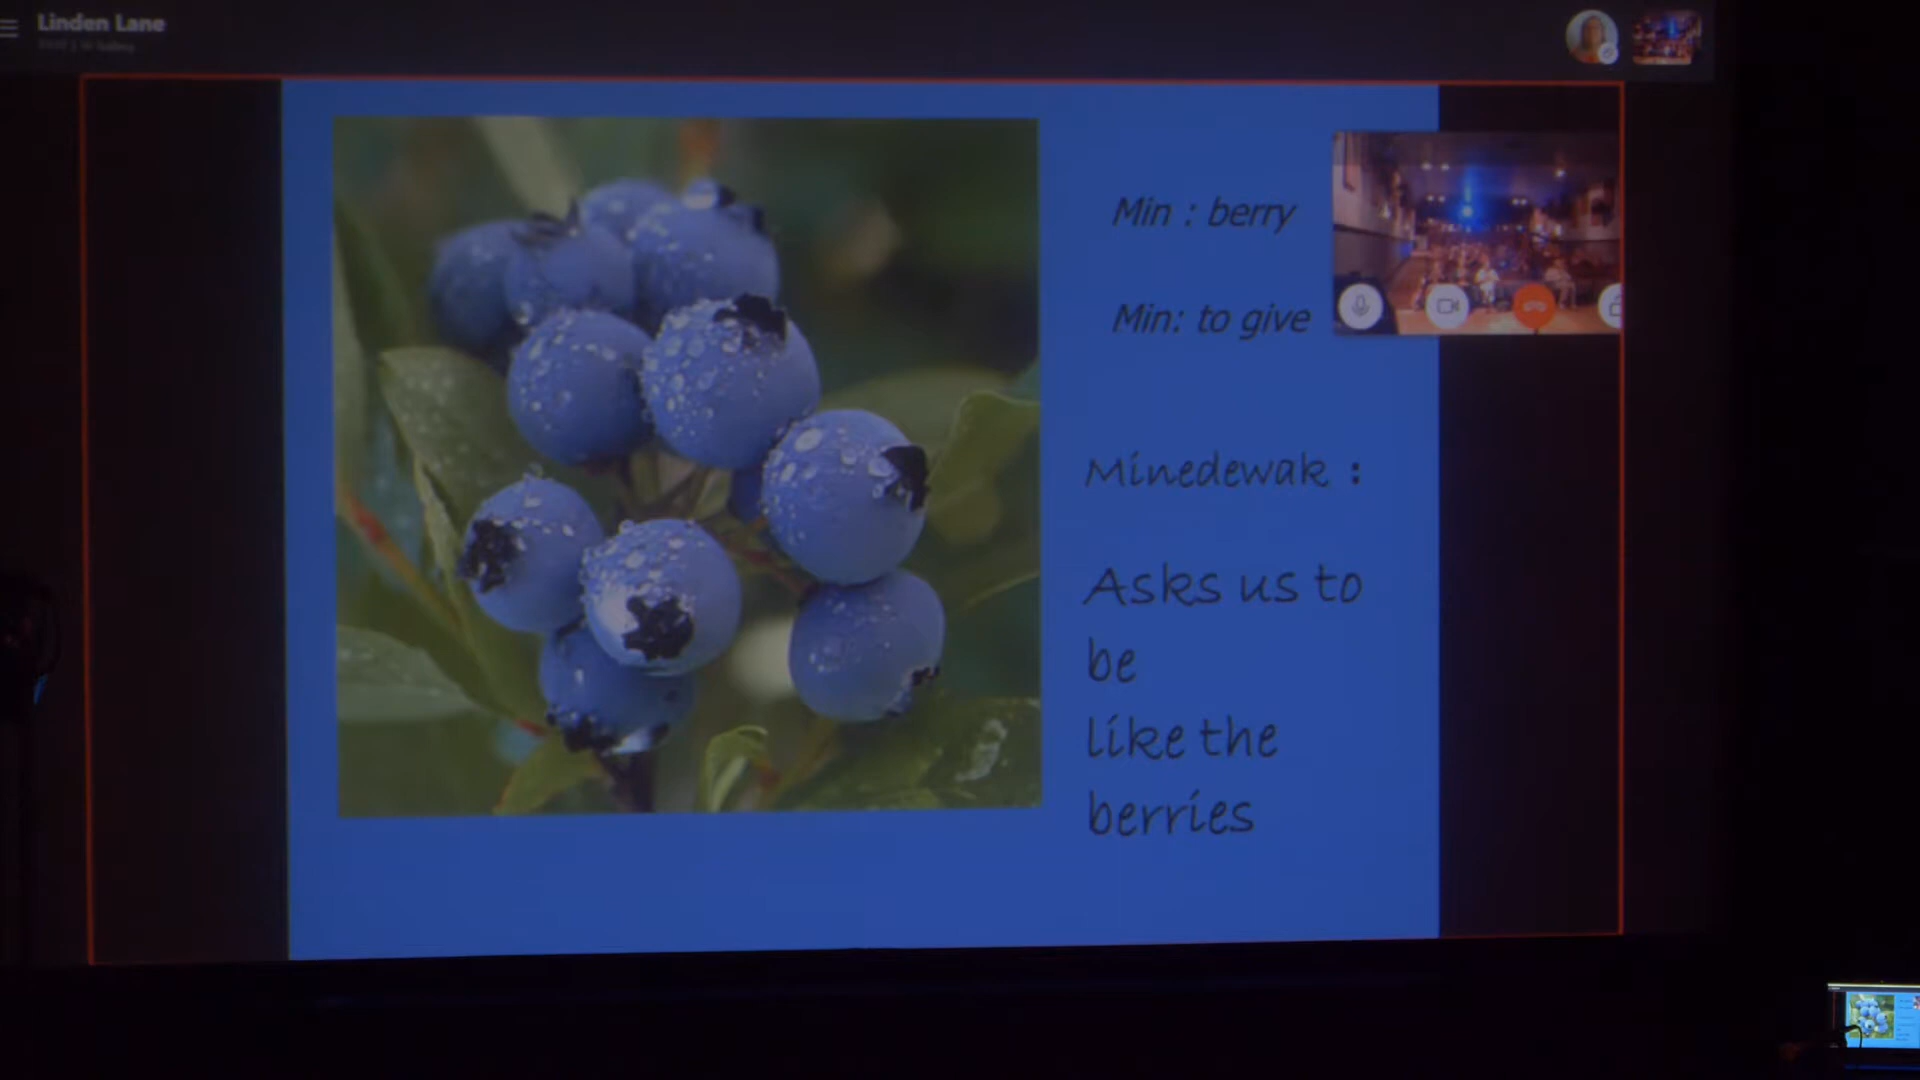 Linden Lane
Min : berry
Min: to give
Minedewak :
Asks us to
be
like the
berries